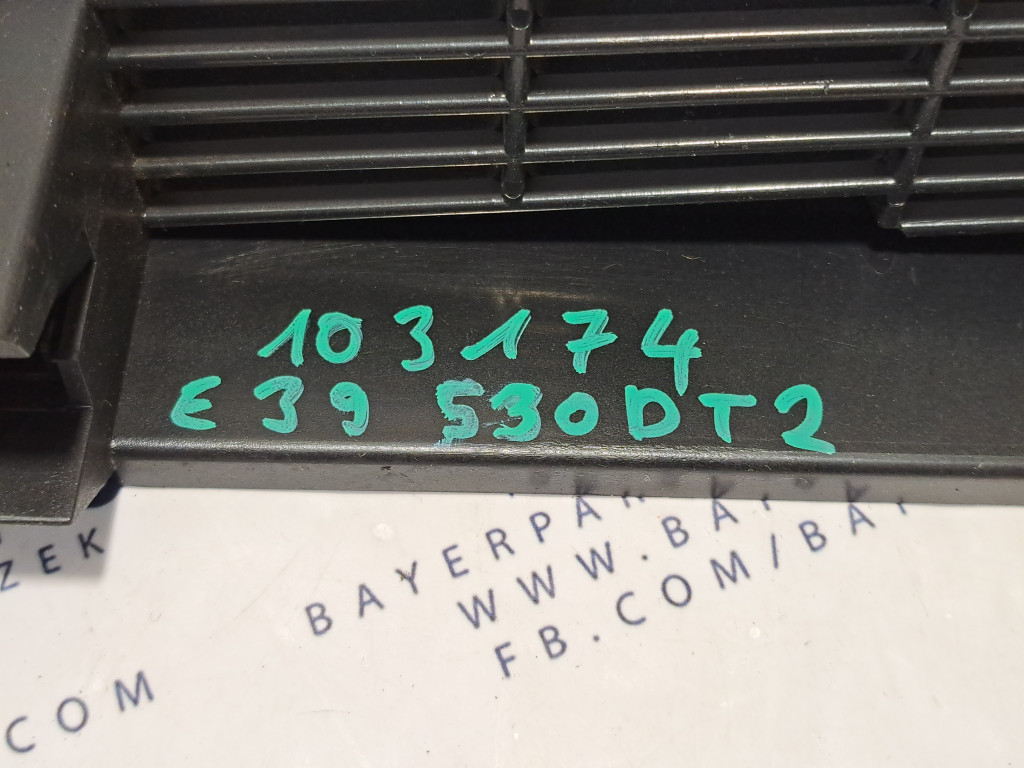 103174
E39 530DT2
ZEK
BAYERPA
WWW.BA
FB.COM/BA
COM